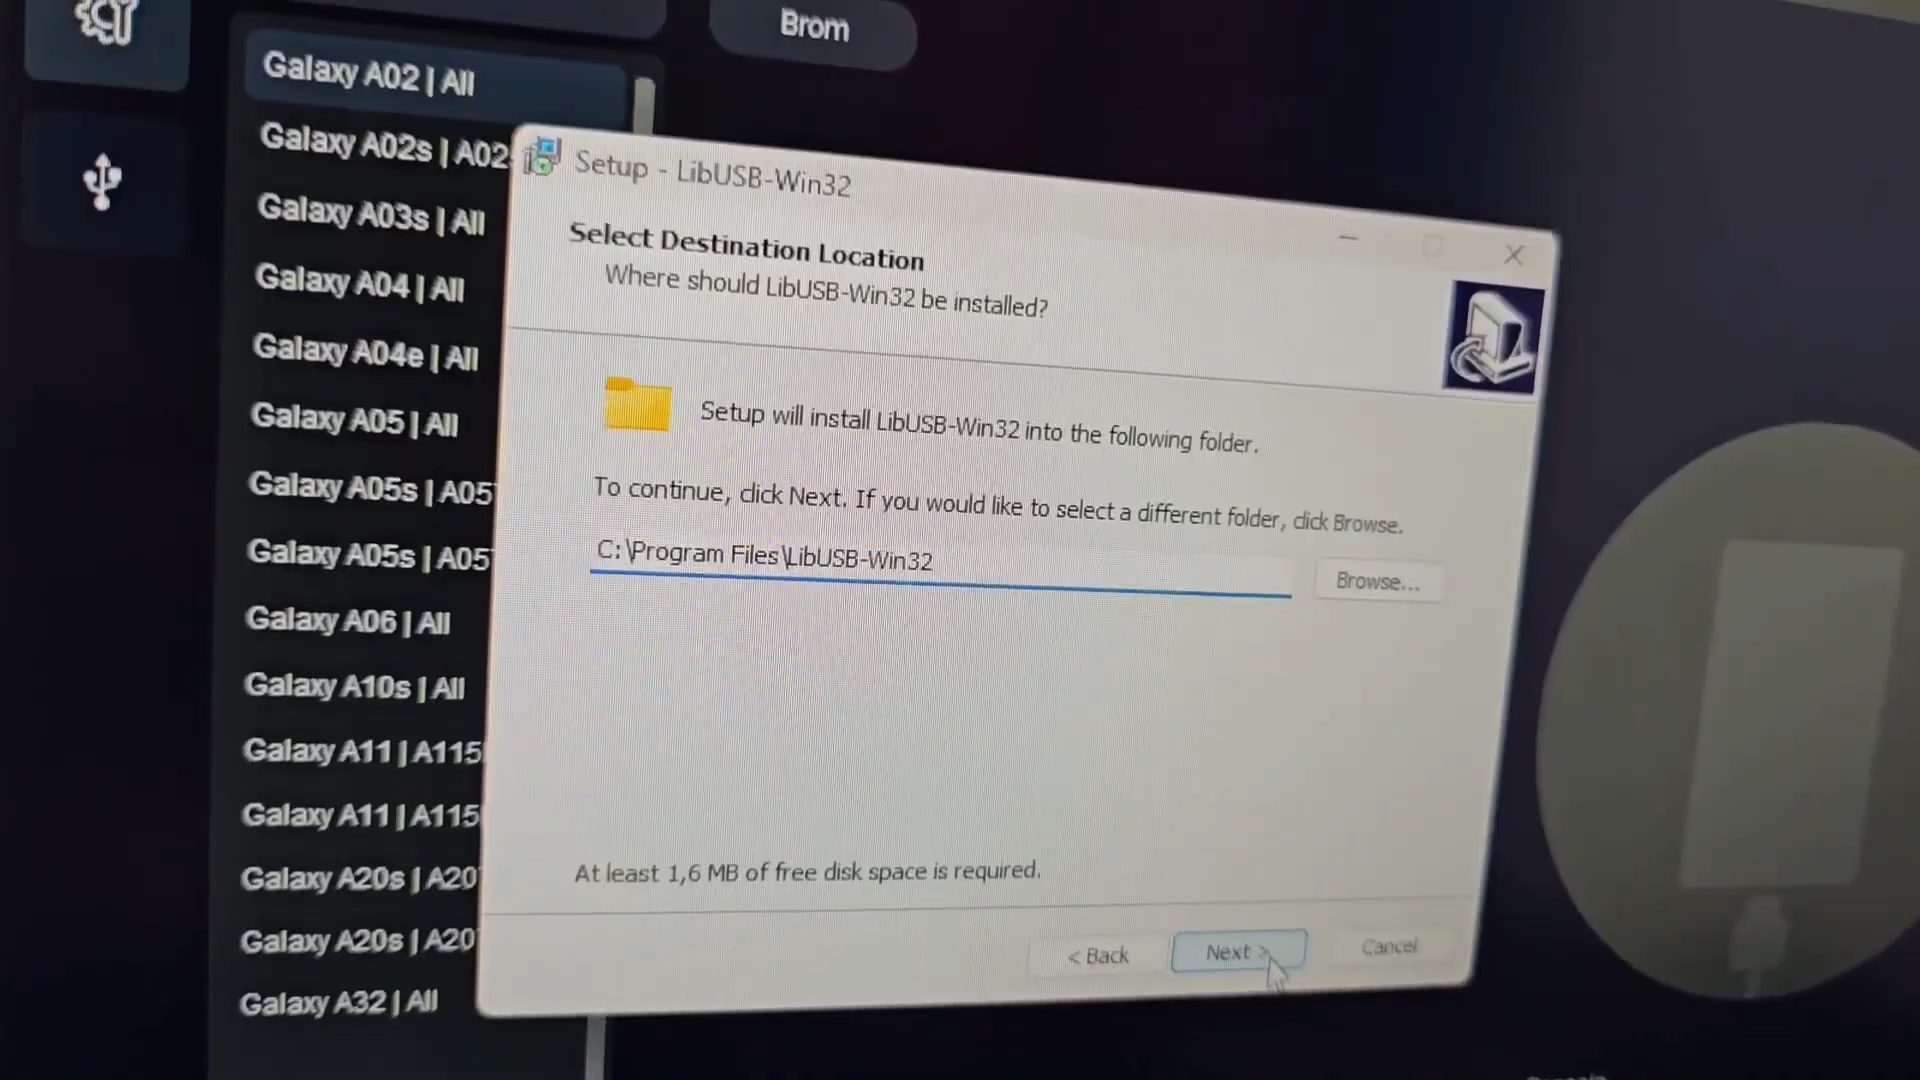 Brom
Galaxy A02 | All
Galaxy A02s | A02
Galaxy A03s | All
Galaxy A04 | All
Galaxy A04e | All
Galaxy A05 | All
Galaxy A05s | A05
Galaxy A05s | A05
Galaxy A06 | All
Galaxy A10s | All
Galaxy A11 | A115
Galaxy A11 | A115
Galaxy A20s | A20
Galaxy A20s | A20
Galaxy A32 | All
Setup - LibUSB-Win32
Select Destination Location
Where should LibUSB-Win32 be installed?
Setup will install LibUSB-Win32 into the following folder.
To continue, click Next. If you would like to select a different folder, click Browse.
C:\Program Files\LibUSB-Win32
Browse...
At least 1,6 MB of free disk space is required.
< Back
Next >
Cancel